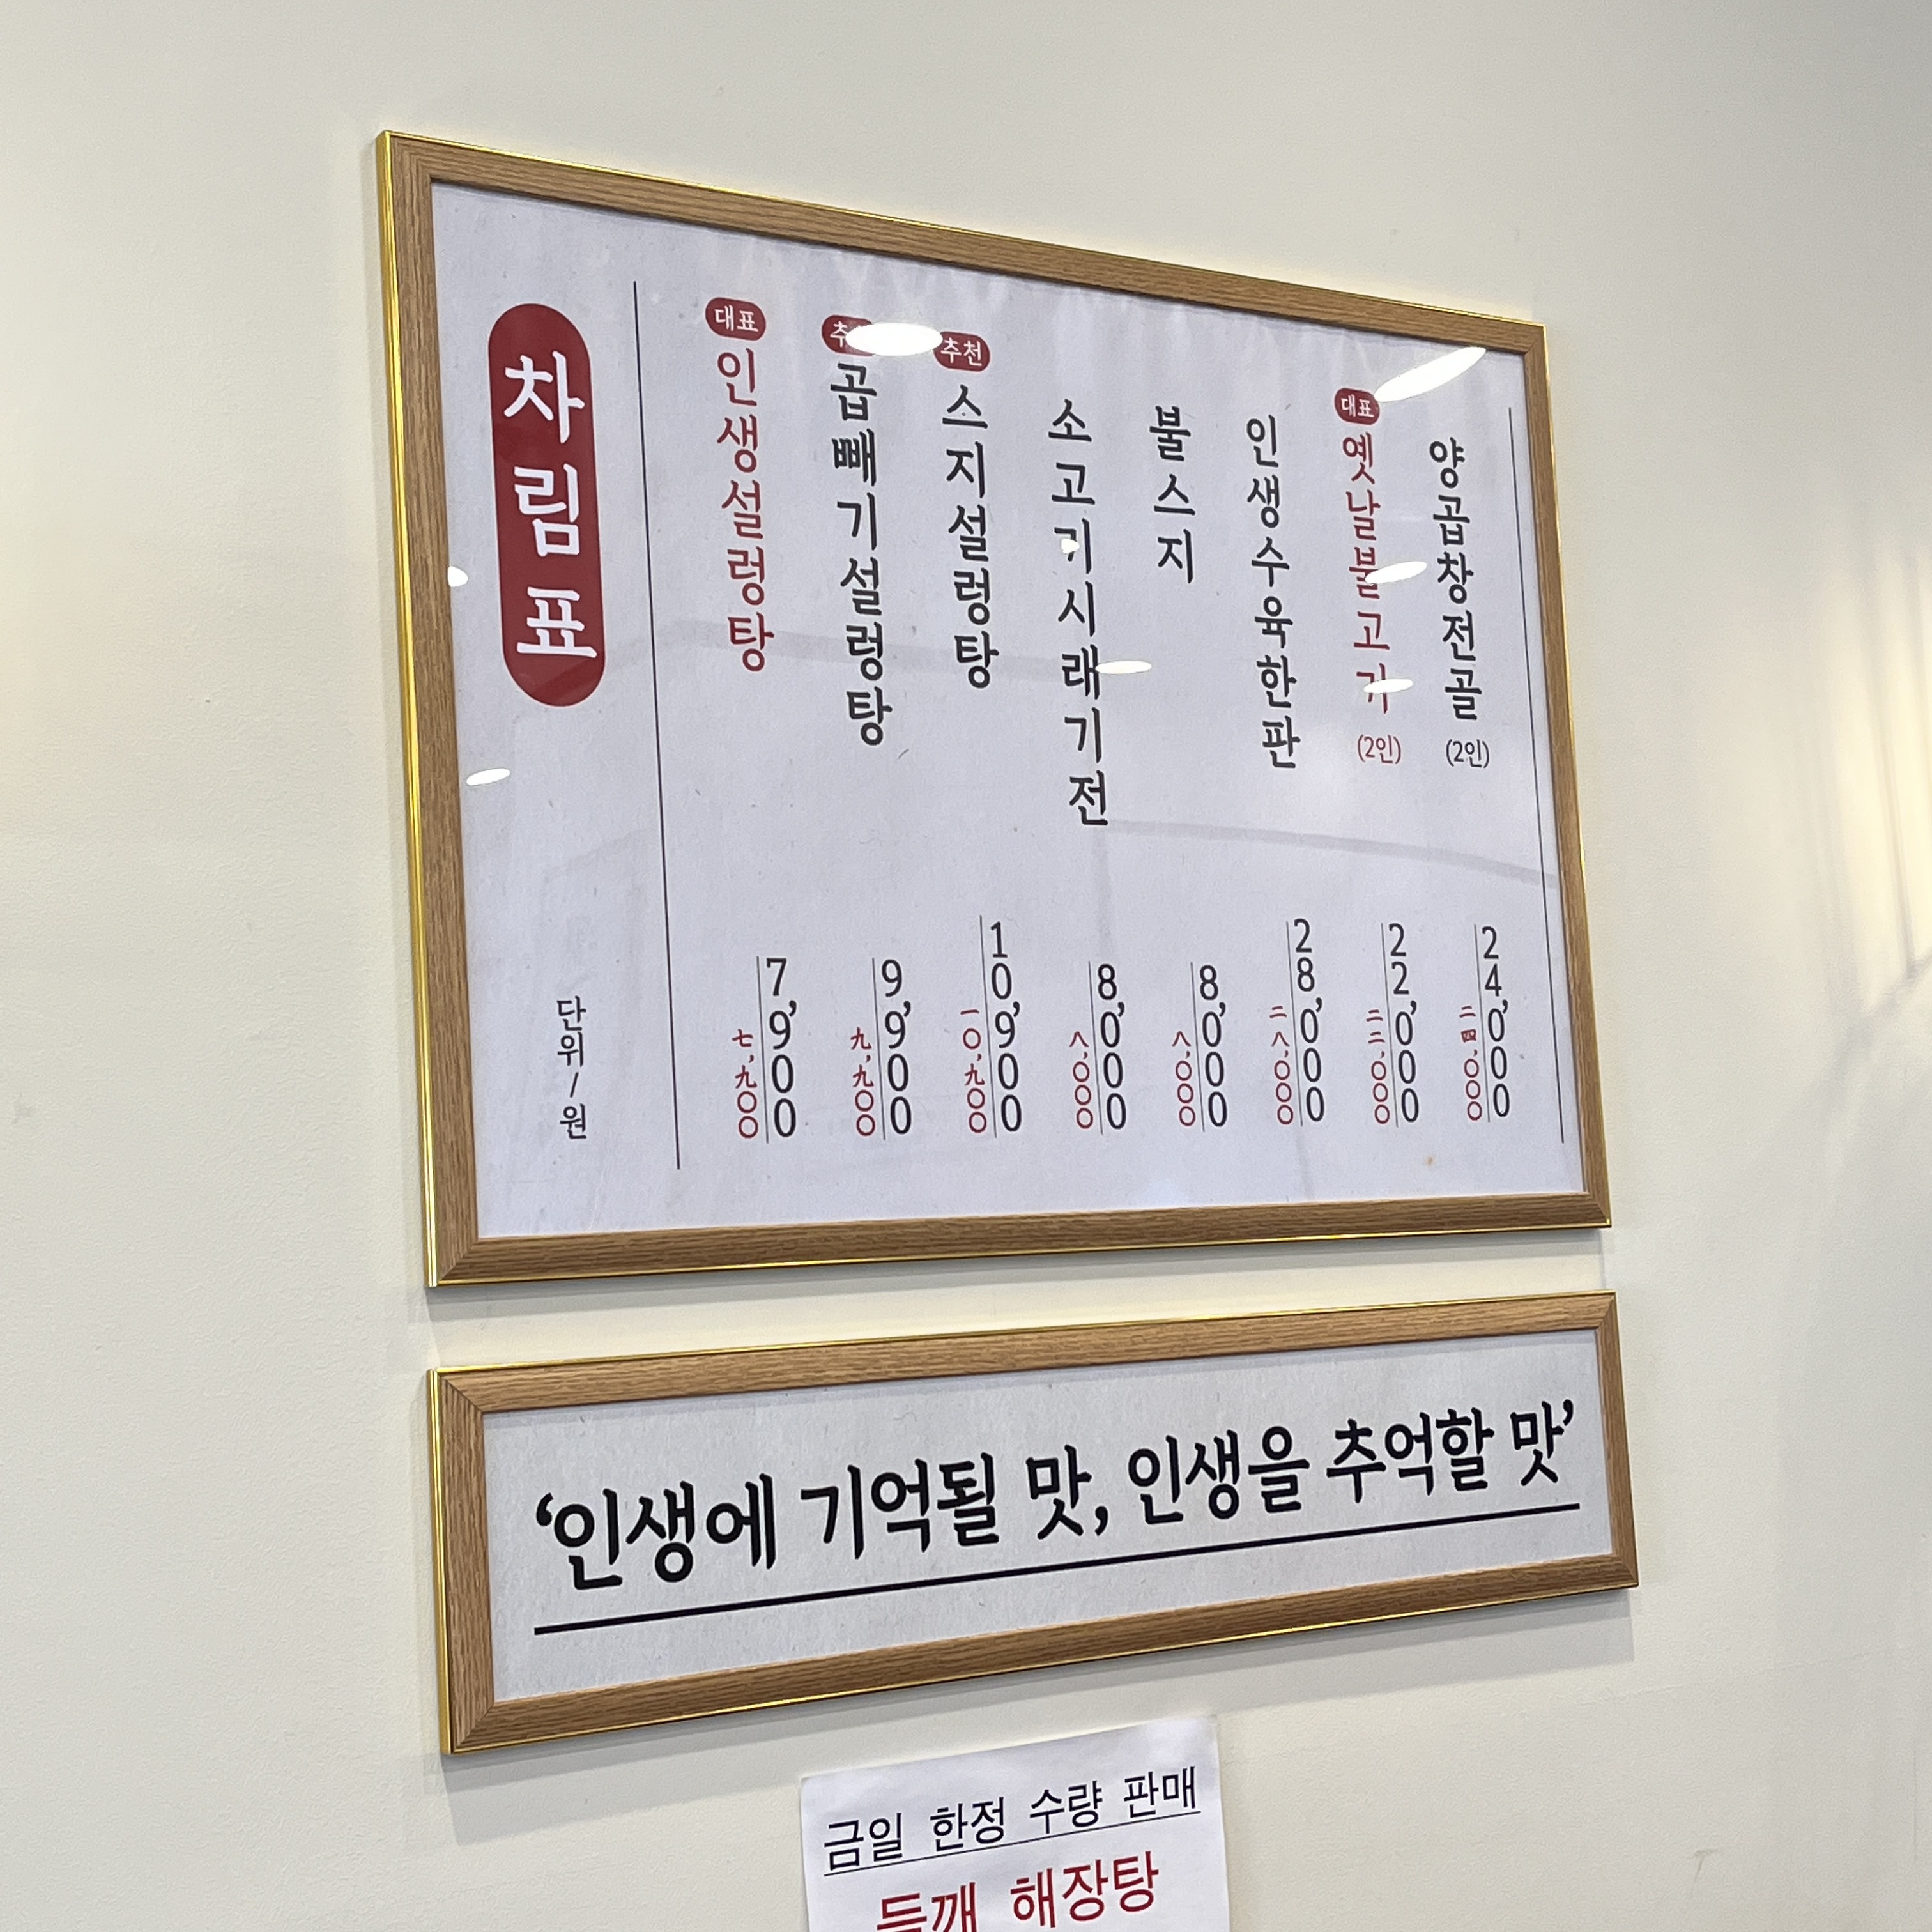 차림표
단위/원
대표
인생설렁탕
7,900
七,九〇〇
곱빼기설렁탕
9,900
九,九〇〇
추천
스지설렁탕
10,900
一〇,九〇〇
소고기시래기전
8,000
八,〇〇〇
불스지
8,000
八,〇〇〇
인생수육한판
28,000
二八,〇〇〇
대표
옛날불고기 (2인)
22,000
二二,〇〇〇
양곱창전골 (2인)
24,000
二四,〇〇〇
‘인생에 기억될 맛, 인생을 추억할 맛’
금일 한정 수량 판매
들깨 해장탕